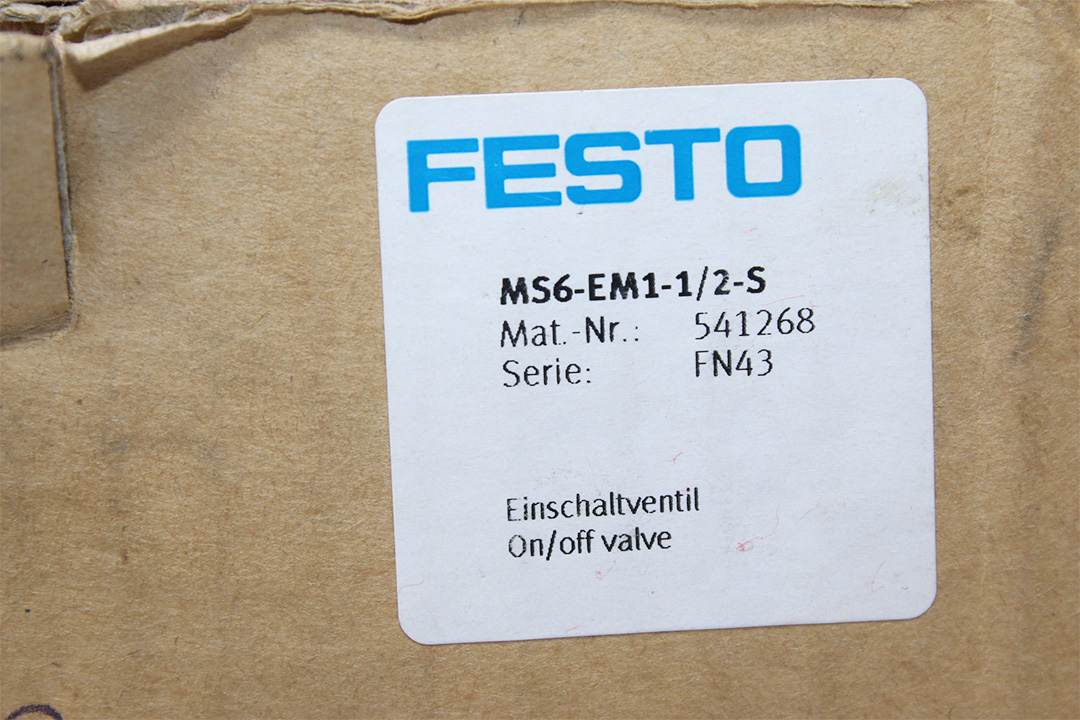 FESTO
MS6-EM1-1/2-S
Mat.-Nr.: 541268
Serie: FN43
Einschaltventil
On/off valve